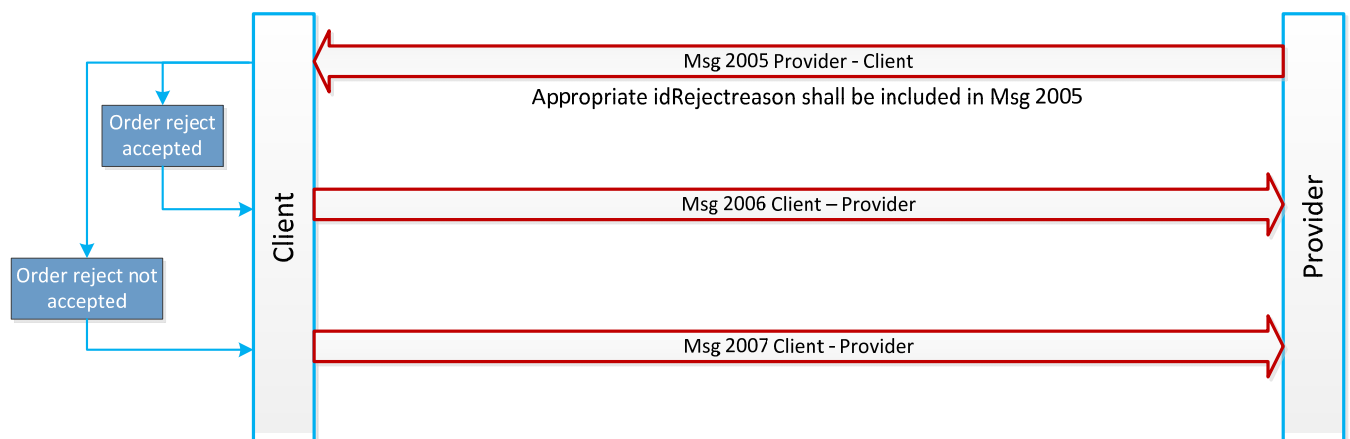 Msg 2005 Provider - Client
Appropriate idRejectreason shall be included in Msg 2005
Order reject
accepted
Msg 2006 Client – Provider
Client
Provider
Order reject not
accepted
Msg 2007 Client - Provider